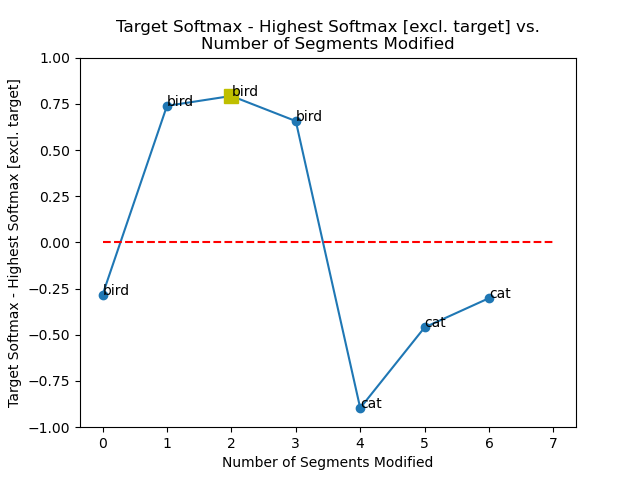 Target Softmax - Highest Softmax [excl. target] vs.
Number of Segments Modified
Target Softmax - Highest Softmax [excl. target]
1.00
0.75
0.50
0.25
0.00
−0.25
−0.50
−0.75
−1.00
bird
bird
bird
bird
cat
cat
cat
0 1 2 3 4 5 6 7
Number of Segments Modified